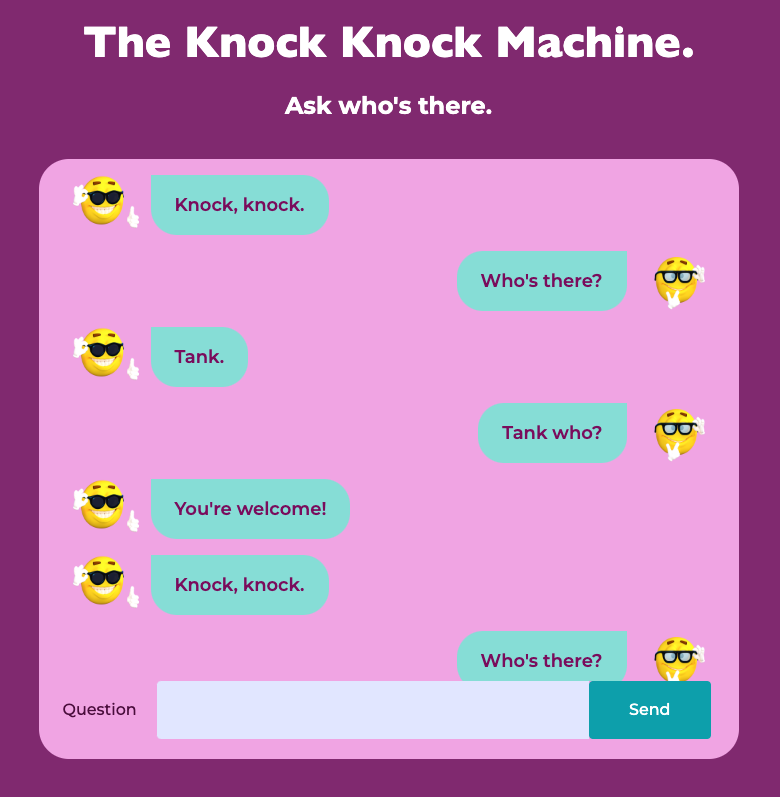 The Knock Knock Machine.
Ask who's there.
Knock, knock.
Who's there?
Tank.
Tank who?
You're welcome!
Knock, knock.
Who's there?
Question
Send